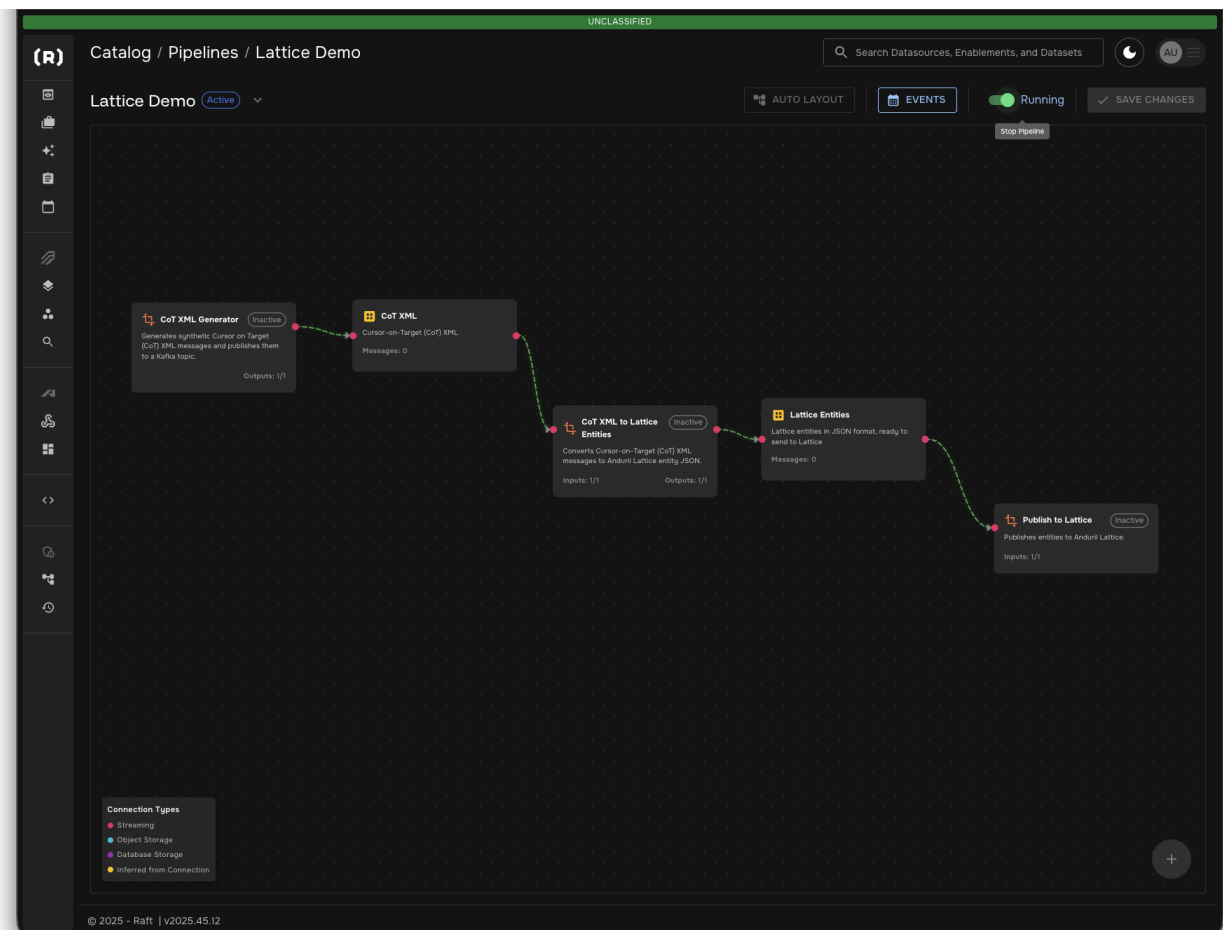 UNCLASSIFIED
(R)
Catalog / Pipelines / Lattice Demo
Search Datasources, Enablements, and Datasets
AU
Lattice Demo
Active
AUTO LAYOUT
EVENTS
Running
SAVE CHANGES
Stop Pipeline
CoT XML Generator
Inactive
Generates synthetic Cursor on Target
(CoT) XML messages and publishes them
to a Kafka topic.
Outputs: 1/1
CoT XML
Cursor-on-Target (CoT) XML
Messages: 0
CoT XML to Lattice
Entities
Inactive
Converts Cursor-on-Target (CoT) XML
messages to Anduril Lattice entity JSON.
Inputs: 1/1
Outputs: 1/1
Lattice Entities
Lattice entities in JSON format, ready to
send to Lattice
Messages: 0
Publish to Lattice
Inactive
Publishes entities to Anduril Lattice.
Inputs: 1/1
Connection Types
Streaming
Object Storage
Database Storage
Inferred from Connection
© 2025 - Raft | v2025.45.12